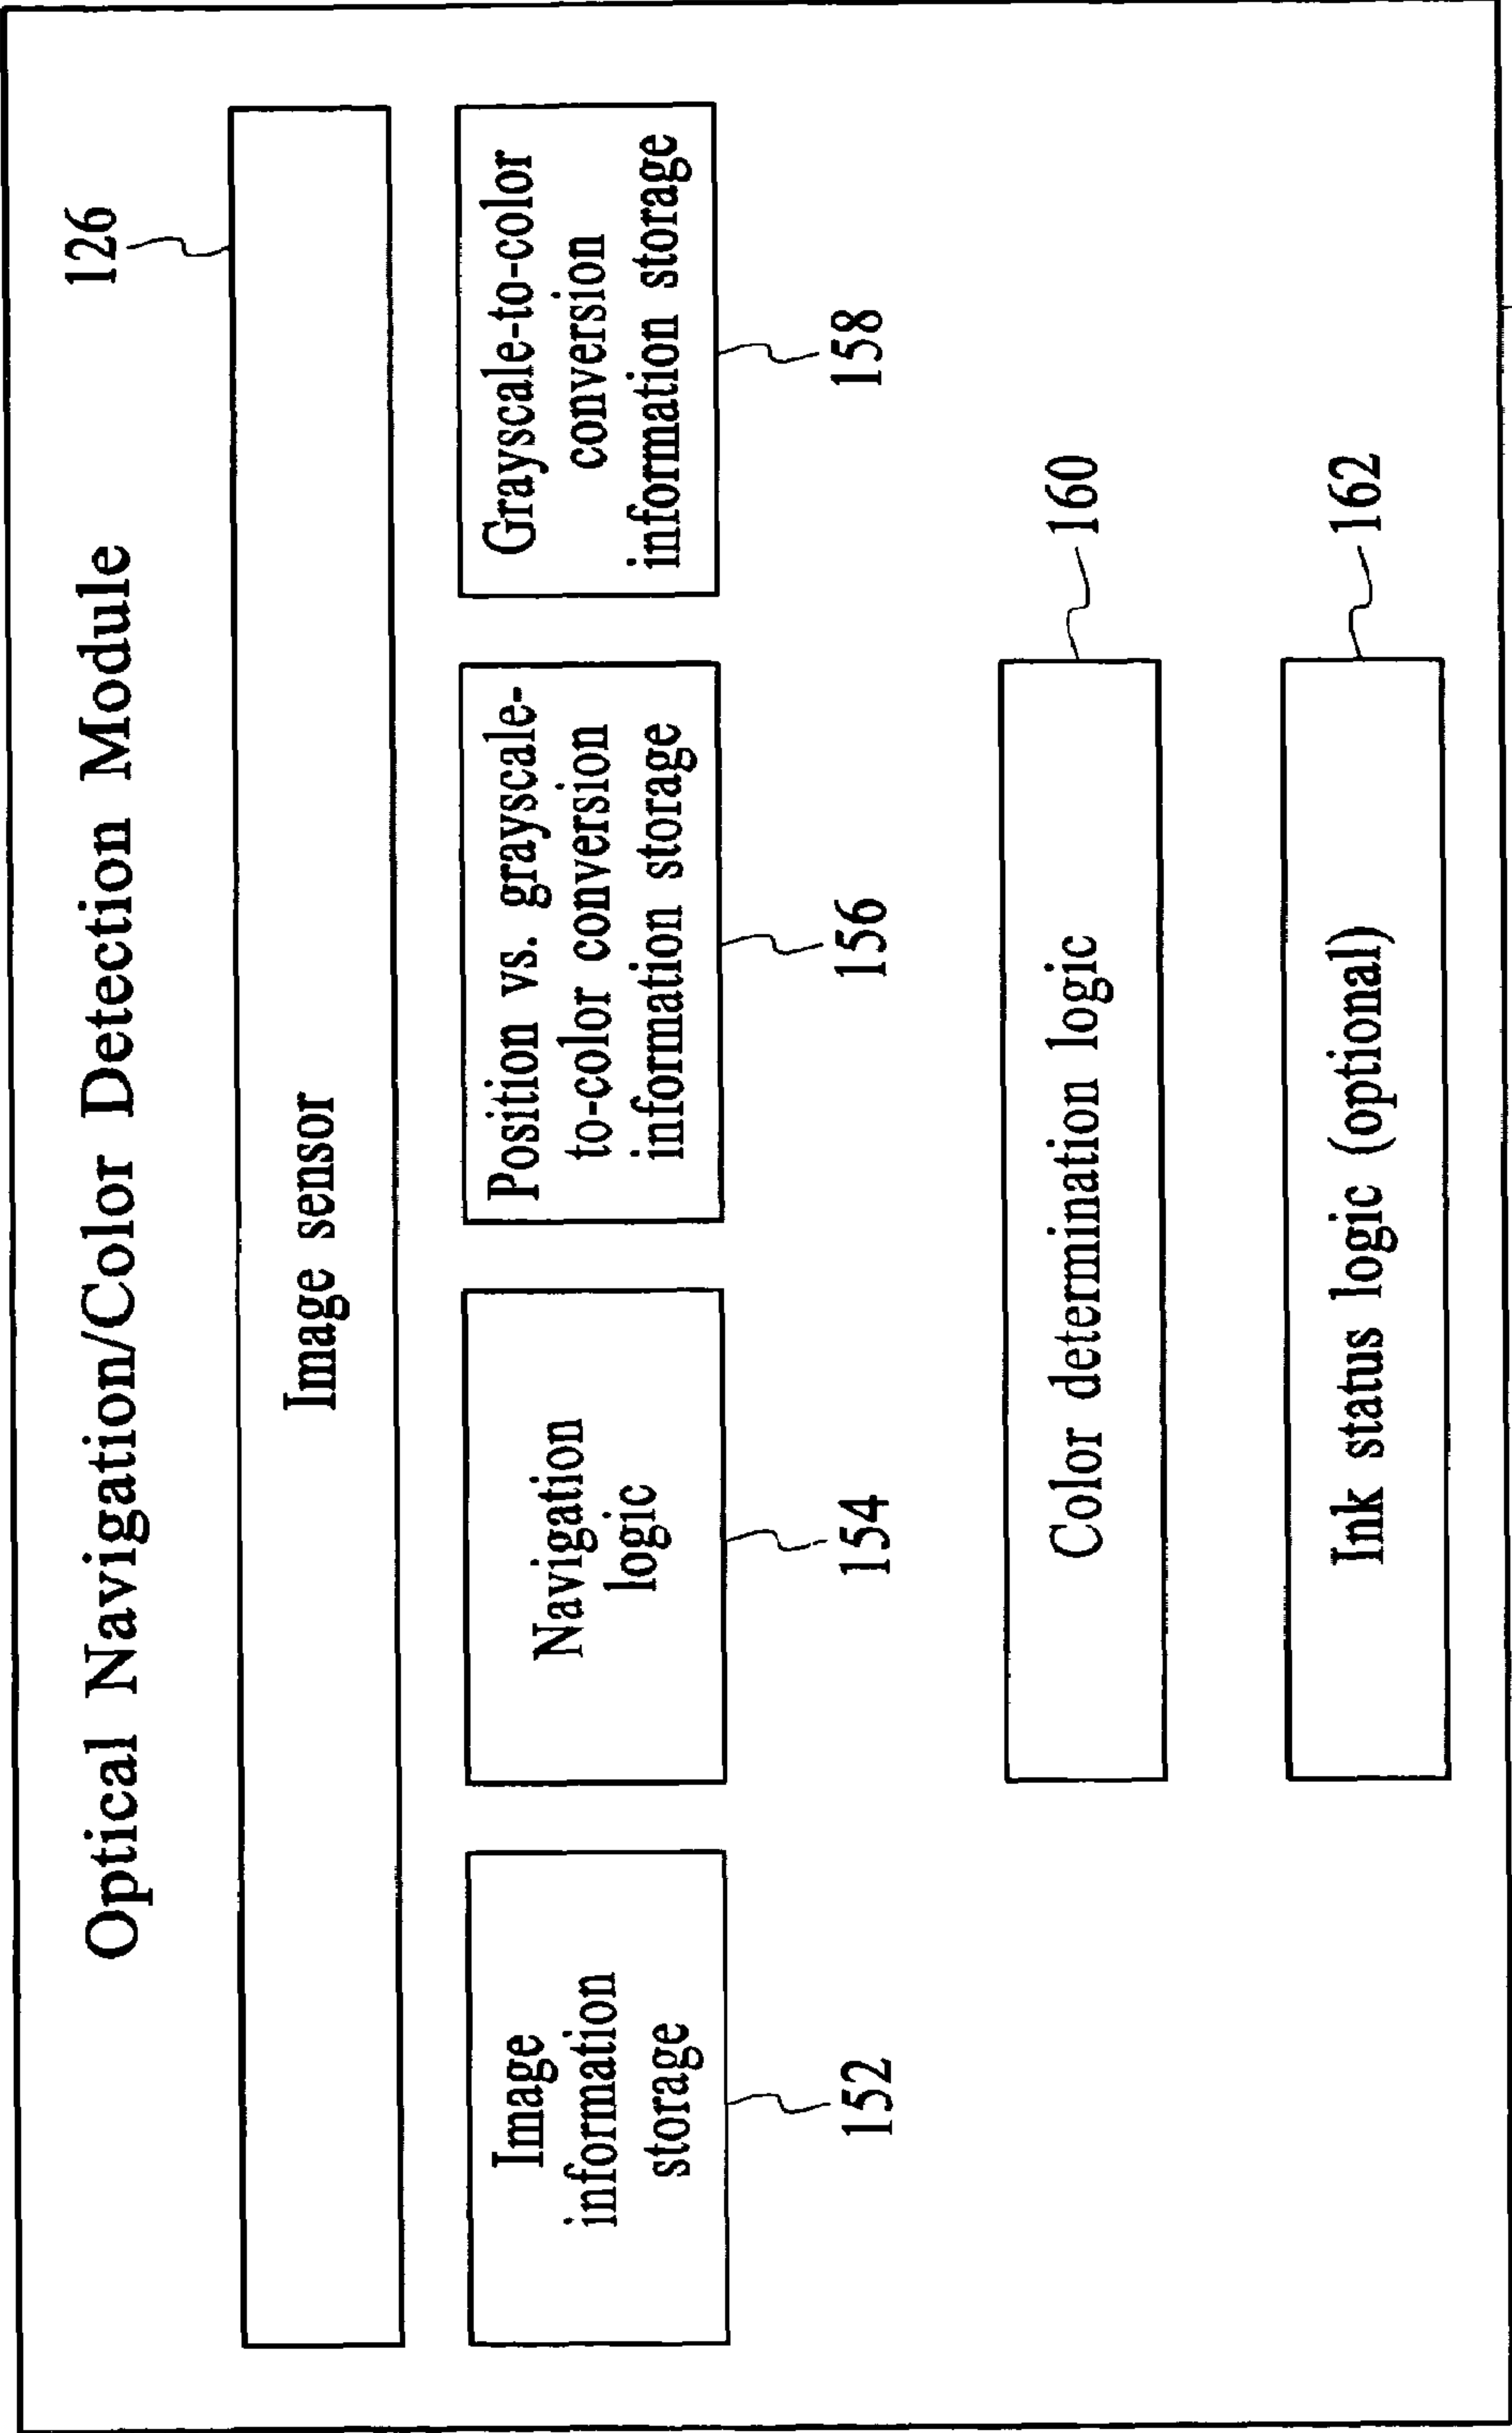 Optical Navigation/Color Detection Module
126
Image sensor
Image
information
storage
152
Navigation
logic
154
Position vs. grayscale-
to-color conversion
information storage
156
Grayscale-to-color
conversion
information storage
158
Color determination logic
160
Ink status logic (optional)
162